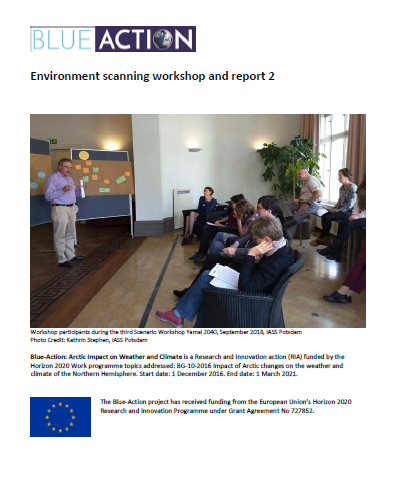 BLUE ACTION
Environment scanning workshop and report 2
Workshop participants during the third Scenario Workshop Yamal 2040, September 2018, IASS Potsdam
Photo Credit: Kathrin Stephen, IASS Potsdam
Blue-Action: Arctic Impact on Weather and Climate is a Research and Innovation action (RIA) funded by the
Horizon 2020 Work programme topics addressed: BG-10-2016 Impact of Arctic changes on the weather and
climate of the Northern Hemisphere. Start date: 1 December 2016. End date: 1 March 2021.
The Blue-Action project has received funding from the European Union's Horizon 2020
Research and Innovation Programme under Grant Agreement No 727852.